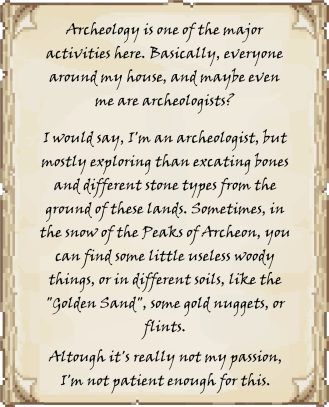 Archeology is one of the major
activities here. Basically, everyone
around my house, and maybe even
me are archeologists?
I would say, I'm an archeologist, but
mostly exploring than excating bones
and different stone types from the
ground of these lands. Sometimes, in
the snow of the Peaks of Archeon, you
can find some little useless woody
things, or in different soils, like the
"Golden Sand", some gold nuggets, or
flints.
Altough it's really not my passion,
I'm not patient enough for this.